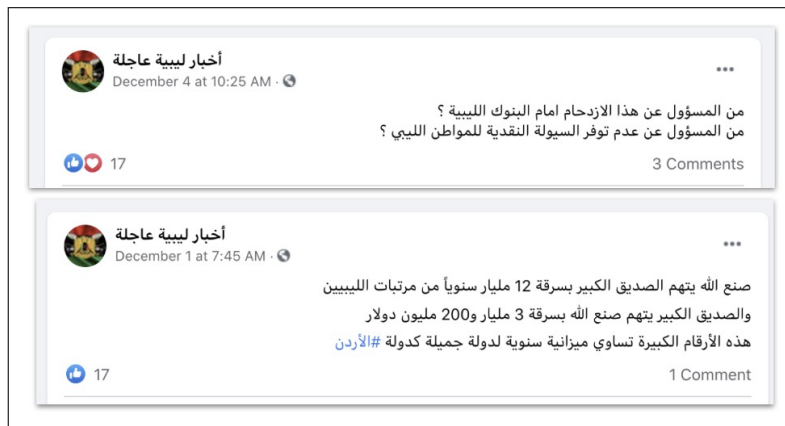 أخبار ليبية عاجلة
December 4 at 10:25 AM ·
من المسؤول عن هذا الازدحام امام البنوك الليبية ؟
من المسؤول عن عدم توفر السيولة النقدية للمواطن الليبي ؟
17
3 Comments
أخبار ليبية عاجلة
December 1 at 7:45 AM ·
صنع الله يتهم الصديق الكبير بسرقة 12 مليار سنوياً من مرتبات الليبيين
والصديق الكبير يتهم صنع الله بسرقة 3 مليار و200 مليون دولار
هذه الأرقام الكبيرة تساوي ميزانية سنوية لدولة جميلة كدولة #الأردن
17
1 Comment